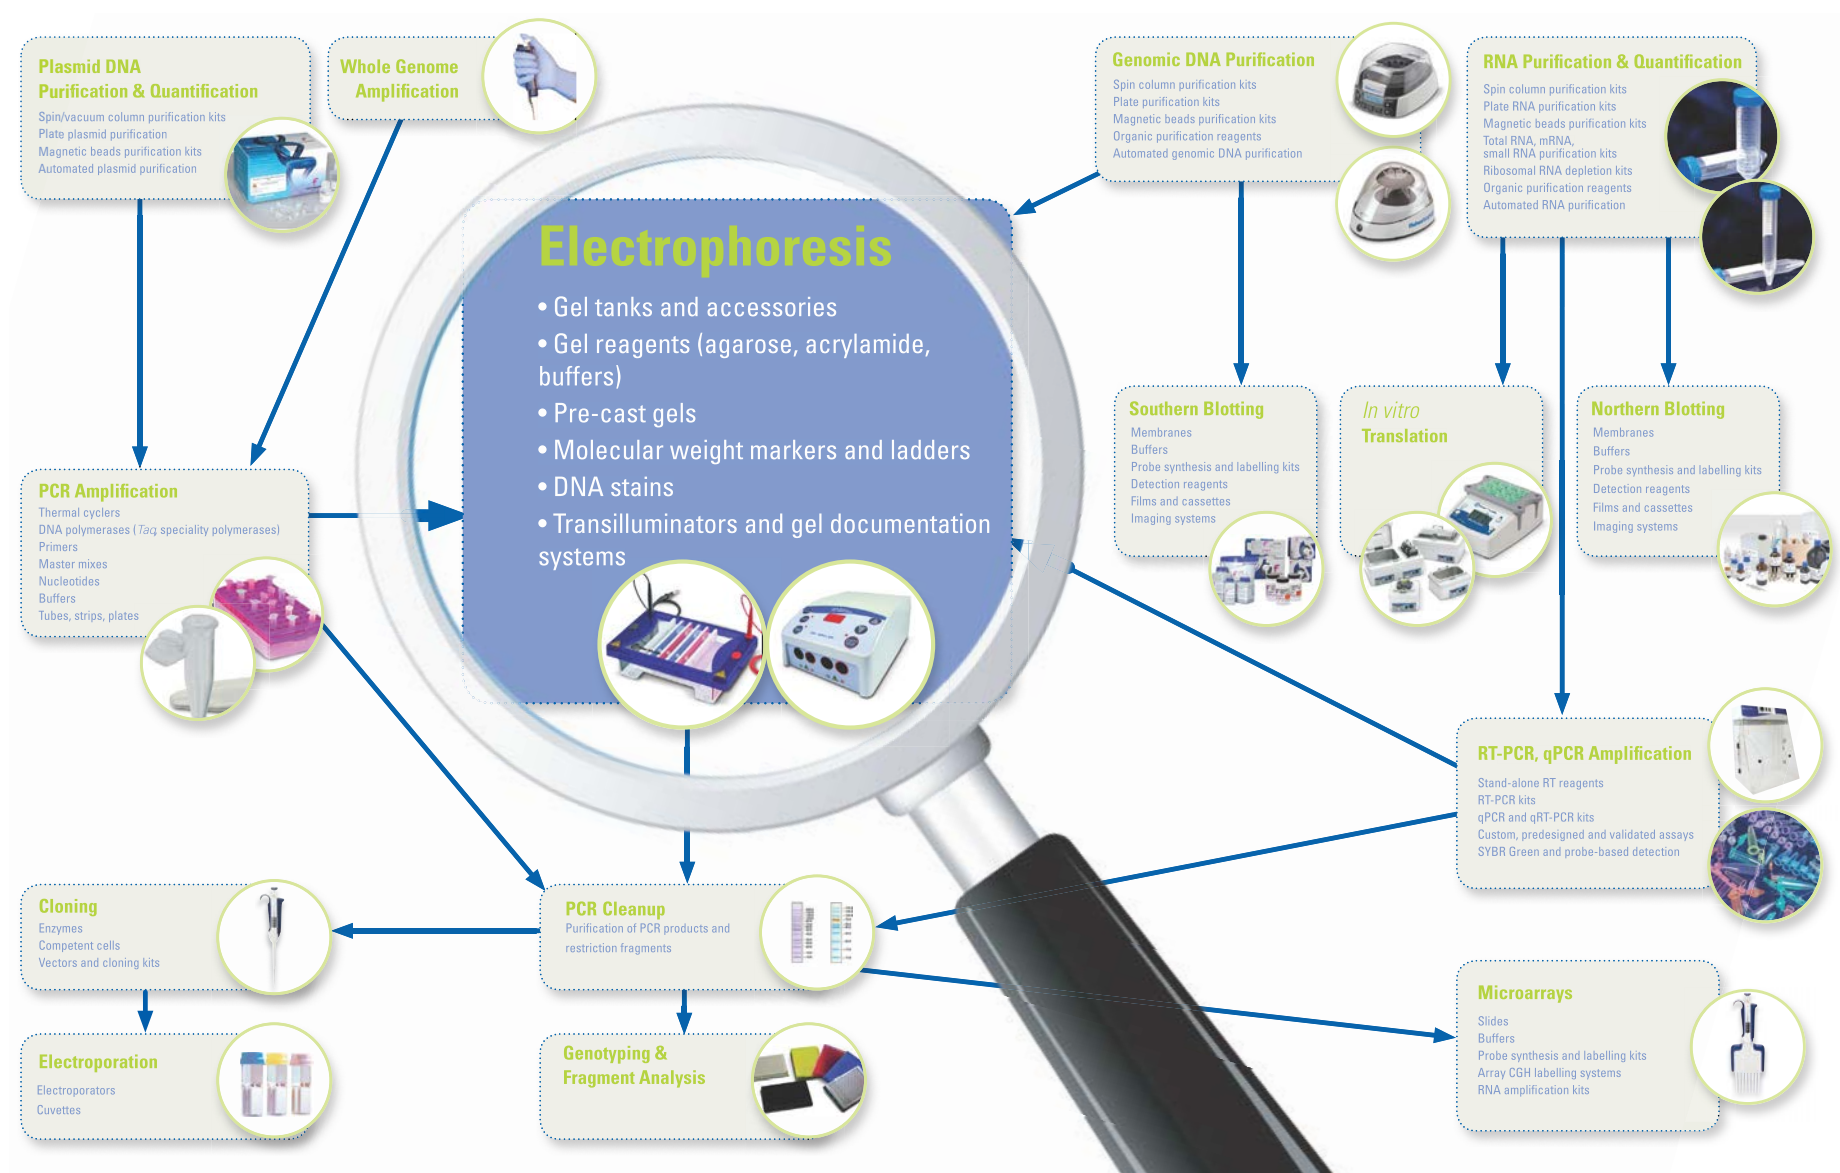 Plasmid DNA
Purification & Quantification
Spin/vacuum column purification kits
Plate plasmid purification
Magnetic beads purification kits
Automated plasmid purification
Whole Genome
Amplification
Genomic DNA Purification
Spin column purification kits
Plate purification kits
Magnetic beads purification kits
Organic purification reagents
Automated genomic DNA purification
RNA Purification & Quantification
Spin column purification kits
Plate RNA purification kits
Magnetic beads purification kits
Total RNA, mRNA,
small RNA purification kits
Ribosomal RNA depletion kits
Organic purification reagents
Automated RNA purification
Electrophoresis
• Gel tanks and accessories
• Gel reagents (agarose, acrylamide,
buffers)
• Pre-cast gels
• Molecular weight markers and ladders
• DNA stains
• Transilluminators and gel documentation
systems
Southern Blotting
Membranes
Buffers
Probe synthesis and labelling kits
Detection reagents
Films and cassettes
Imaging systems
In vitro
Translation
Northern Blotting
Membranes
Buffers
Probe synthesis and labelling kits
Detection reagents
Films and cassettes
Imaging systems
PCR Amplification
Thermal cyclers
DNA polymerases (Taq, speciality polymerases)
Primers
Master mixes
Nucleotides
Buffers
Tubes, strips, plates
RT-PCR, qPCR Amplification
Stand-alone RT reagents
RT-PCR kits
qPCR and qRT-PCR kits
Custom, predesigned and validated assays
SYBR Green and probe-based detection
Cloning
Enzymes
Competent cells
Vectors and cloning kits
PCR Cleanup
Purification of PCR products and
restriction fragments
Electroporation
Electroporators
Cuvettes
Genotyping &
Fragment Analysis
Microarrays
Slides
Buffers
Probe synthesis and labelling kits
Array CGH labelling systems
RNA amplification kits